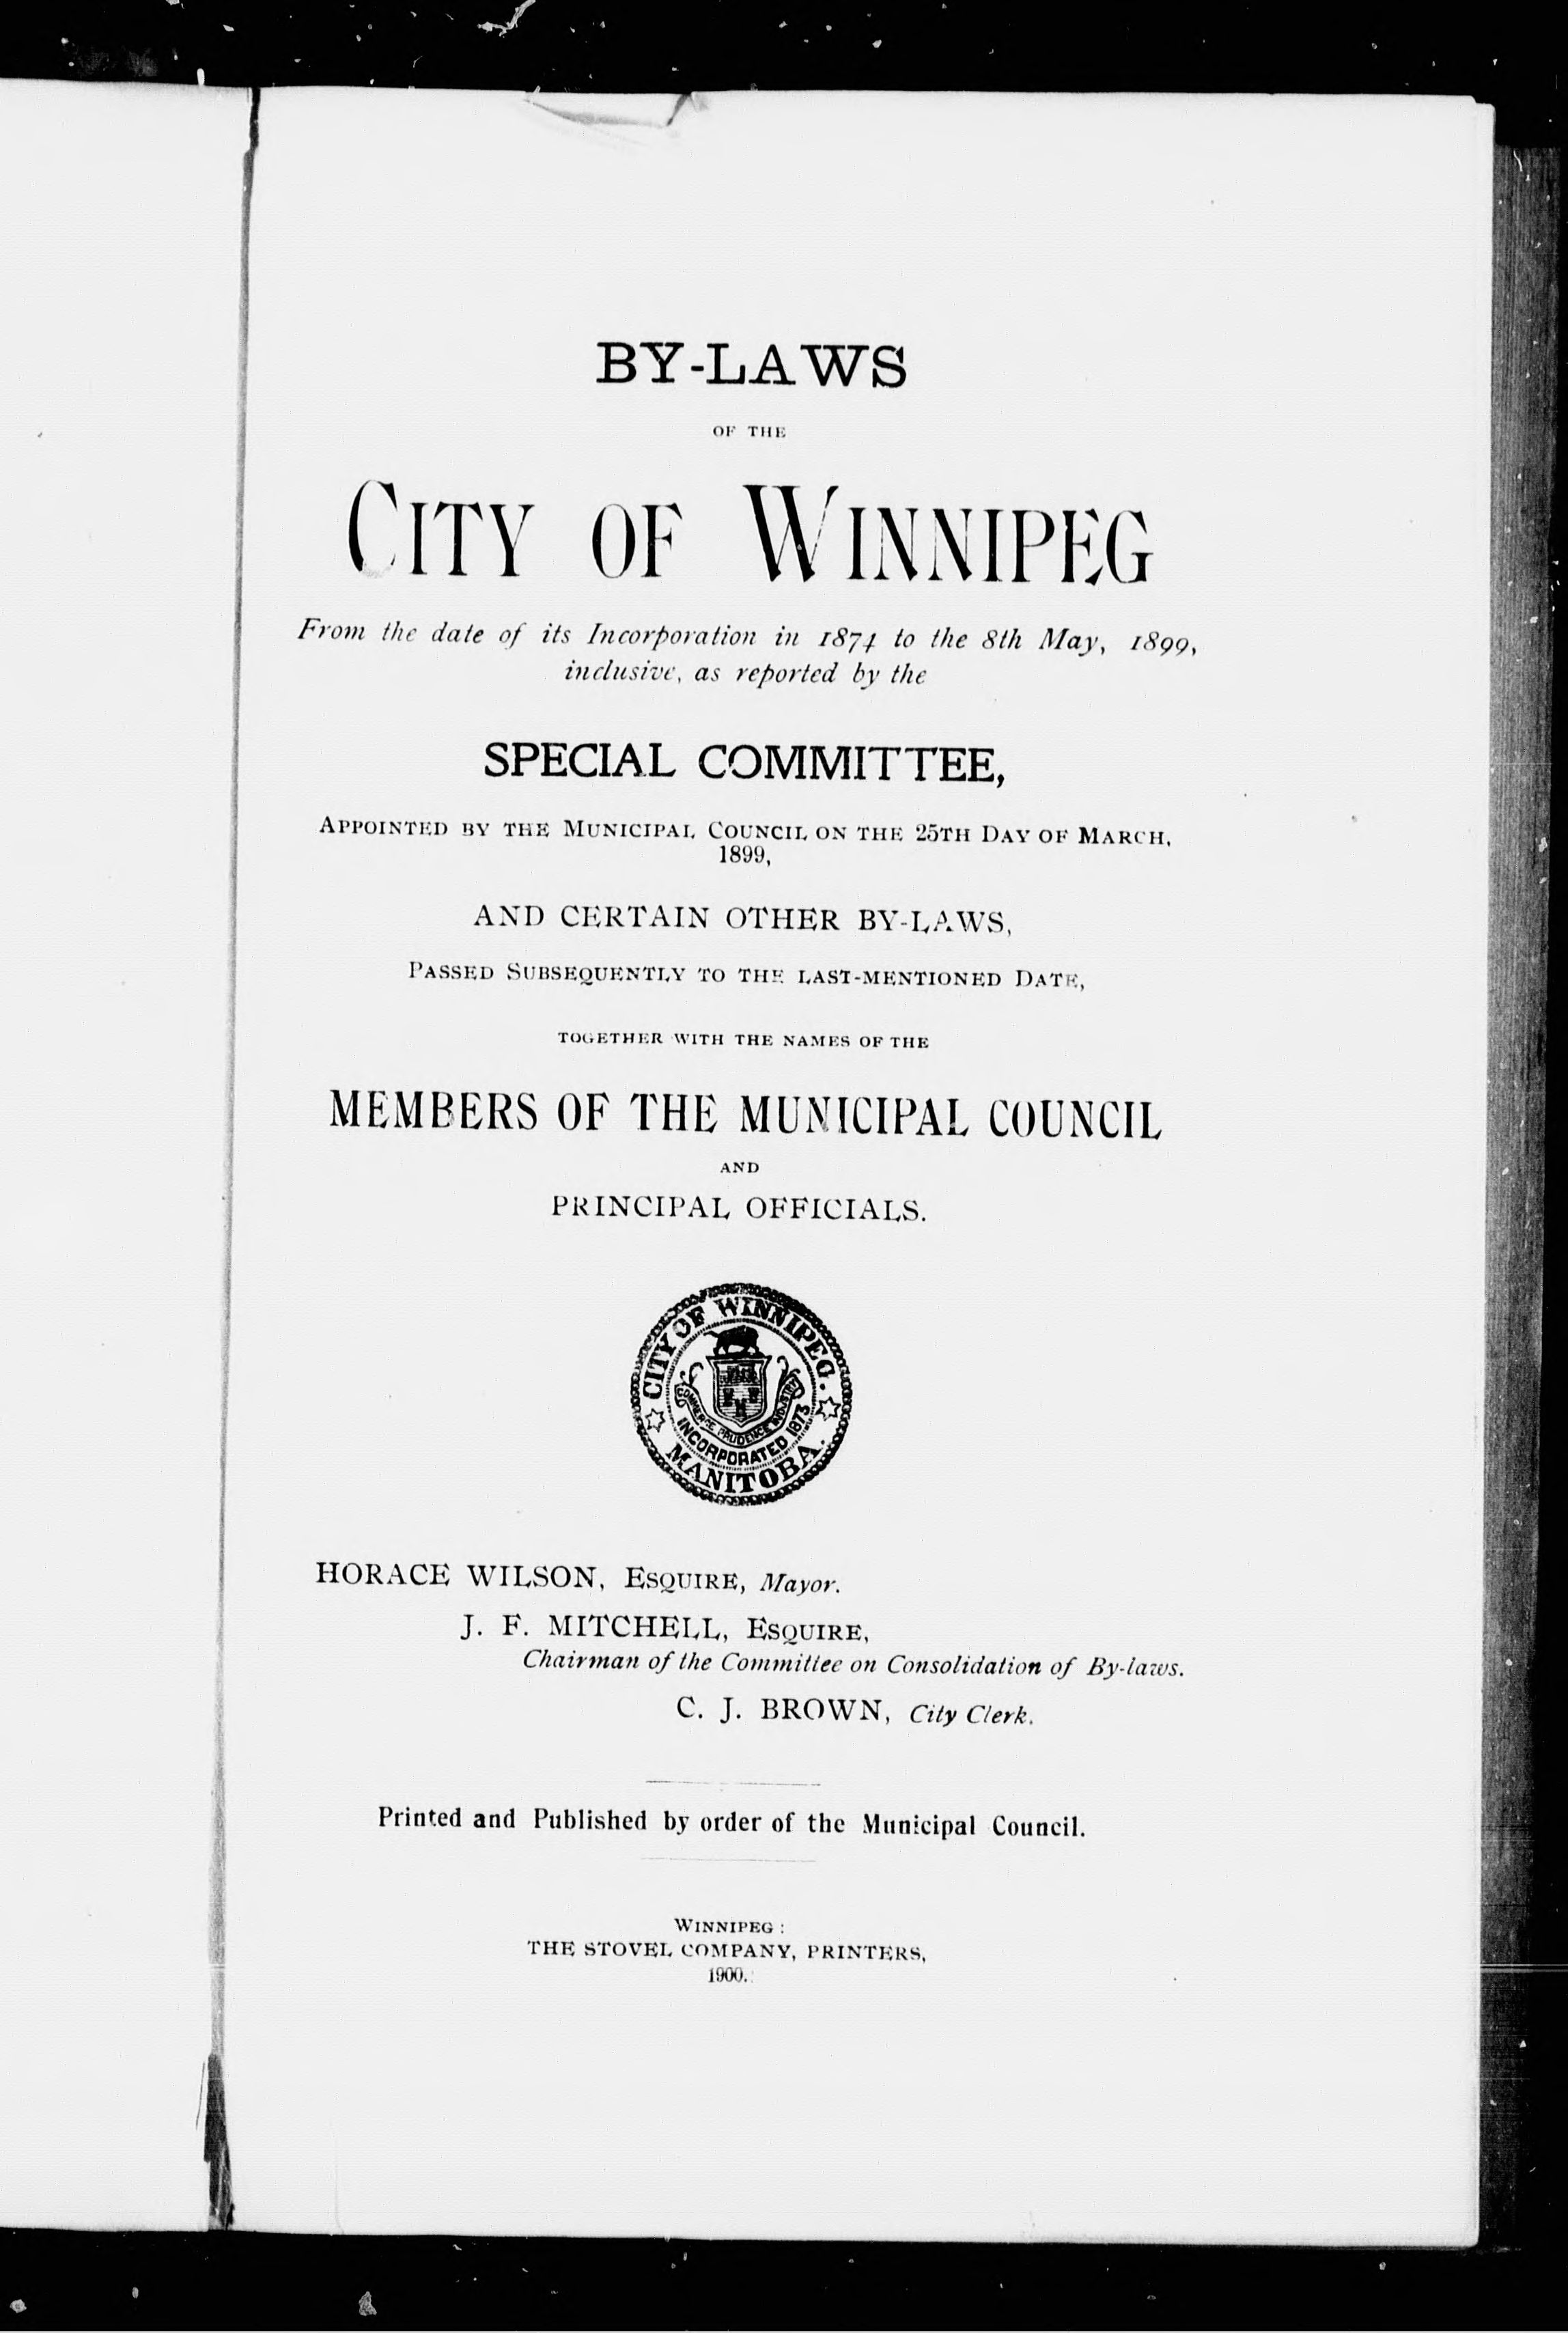 BY-LAWS
OF THE
CITY OF WINNIPEG
From the date of its Incorporation in 1874 to the 8th May, 1899,
inclusive, as reported by the
SPECIAL COMMITTEE,
APPOINTED BY THE MUNICIPAL COUNCIL ON THE 25TH DAY OF MARCH,
1899,
AND CERTAIN OTHER BY-LAWS,
PASSED SUBSEQUENTLY TO THE LAST-MENTIONED DATE,
TOGETHER WITH THE NAMES OF THE
MEMBERS OF THE MUNICIPAL COUNCIL
AND
PRINCIPAL OFFICIALS.
CITY OF WINNIPEG.
COMMERCE PRUDENCE INDUSTRY
INCORPORATED 1873
MANITOBA.
HORACE WILSON, ESQUIRE, Mayor.
J. F. MITCHELL, ESQUIRE,
Chairman of the Committee on Consolidation of By-laws.
C. J. BROWN, City Clerk.
Printed and Published by order of the Municipal Council.
WINNIPEG:
THE STOVEL COMPANY, PRINTERS,
1900.